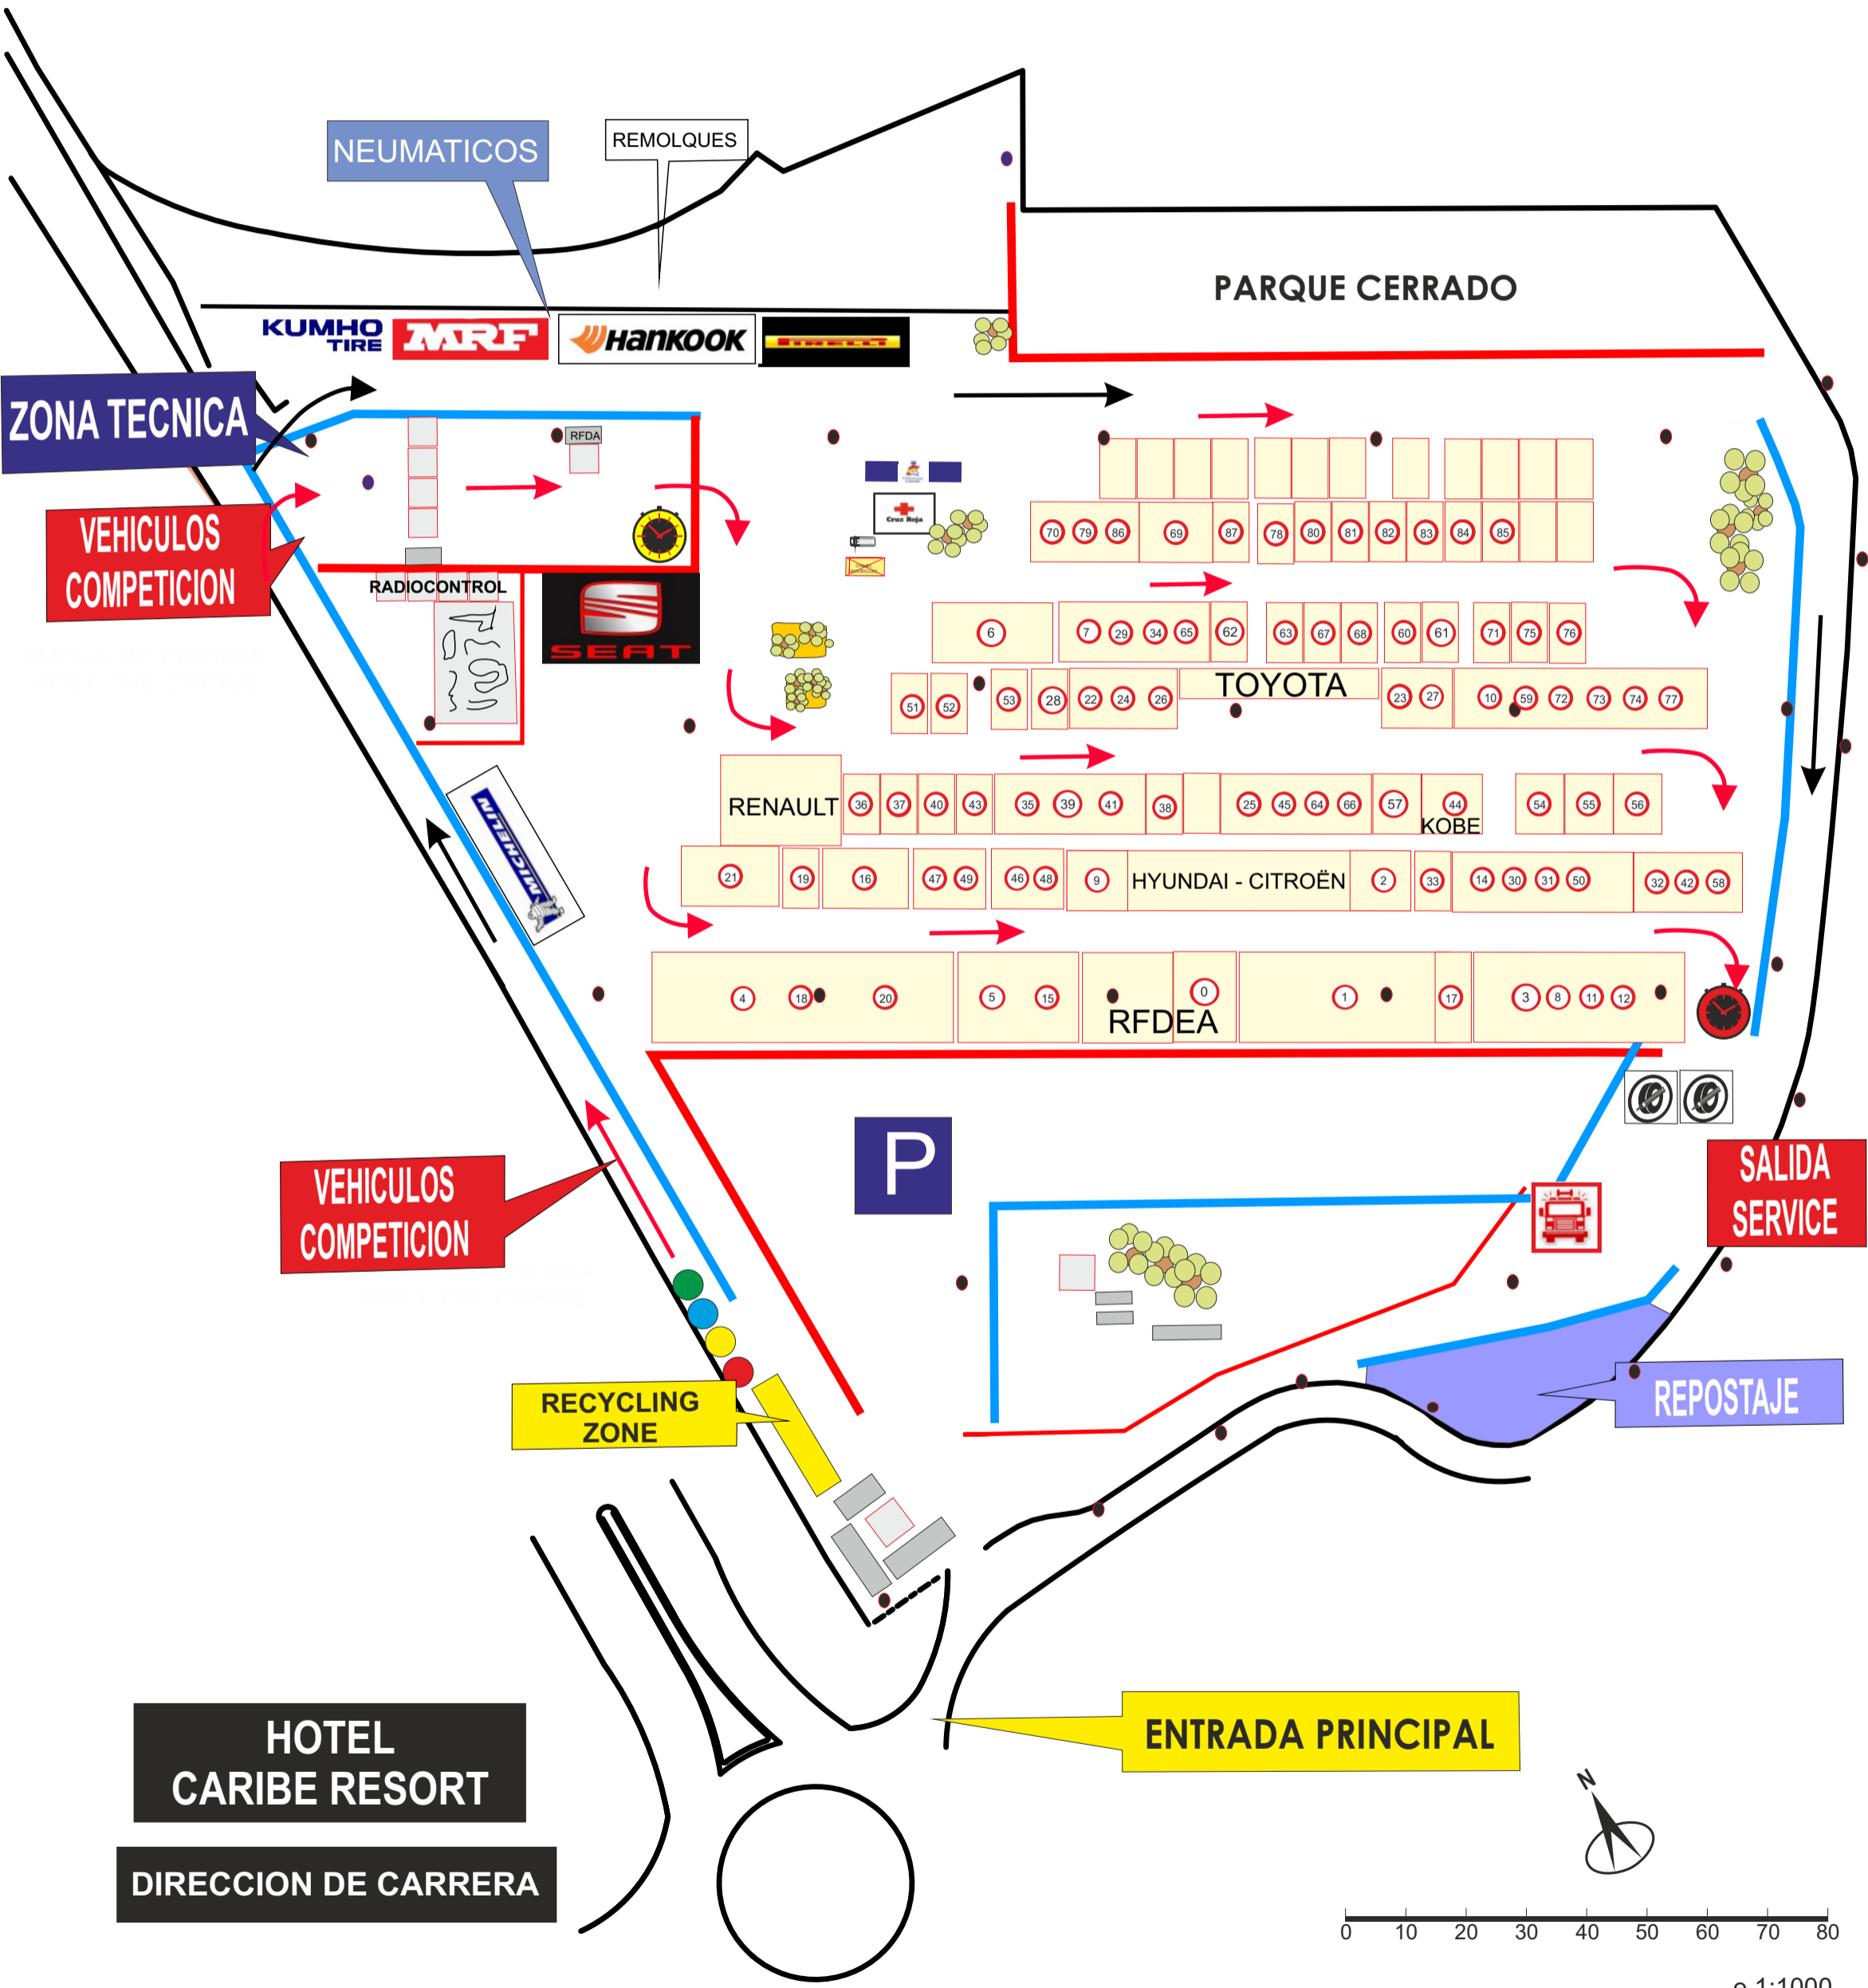 NEUMATICOS
REMOLQUES
PARQUE CERRADO
KUMHO
TIRE
MRF
HANKOOK
PIRELLI
ZONA TECNICA
RFDA
VEHICULOS
COMPETICION
Cruz Roja
70 79 86 69 87 78 80 81 82 83 84 85
RADIOCONTROL
SEAT
6 7 29 34 65 62 63 67 68 60 61 71 75 76
TOYOTA
51 52 53 28 22 24 26 23 27 10 59 72 73 74 77
RENAULT
36 37 40 43 35 39 41 38 25 45 64 66 57 44 54 55 56
KOBE
MICHELIN
21 19 16 47 49 46 48 9 HYUNDAI - CITROËN 2 33 14 30 31 50 32 42 58
4 18 20 5 15 0 1 17 3 8 11 12
RFDEA
P
VEHICULOS
COMPETICION
SALIDA
SERVICE
RECYCLING
ZONE
REPOSTAJE
ENTRADA PRINCIPAL
HOTEL
CARIBE RESORT
DIRECCION DE CARRERA
N
0 10 20 30 40 50 60 70 80
e 1:1000